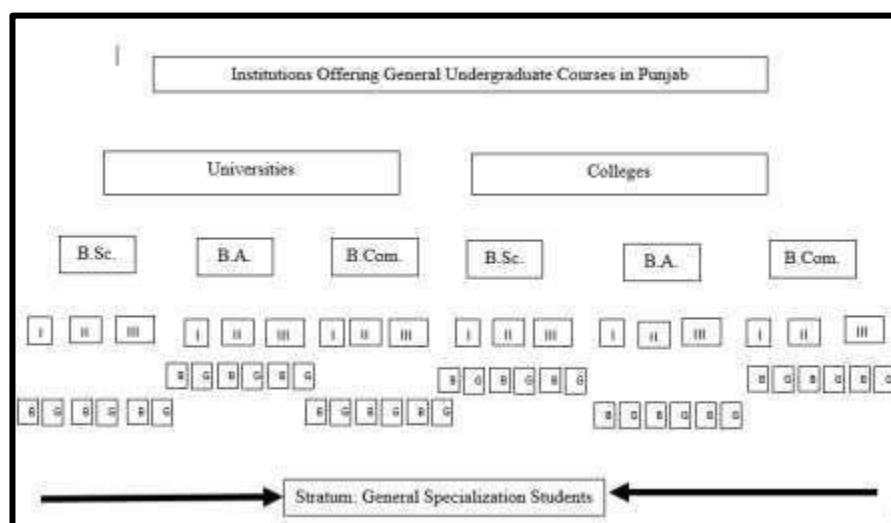 Institutions Offering General Undergraduate Courses in Punjab
Universities Colleges
B.Sc. B.A. B.Com. B.Sc. B.A. B.Com.
I II III I II III I II III I II III I II III I II III
B G B G B G B G B G B G
B G B G B G B G B G B G
B G B G B G B G B G B G
Stratum: General Specialization Students